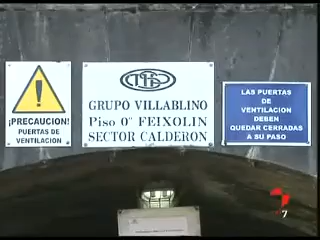 ¡PRECAUCION!
PUERTAS DE
VENTILACION
GRUPO VILLABLINO
Piso 0º FEIXOLIN
SECTOR CALDERON
LAS PUERTAS
DE
VENTILACION
DEBEN
QUEDAR CERRADAS
A SU PASO
7